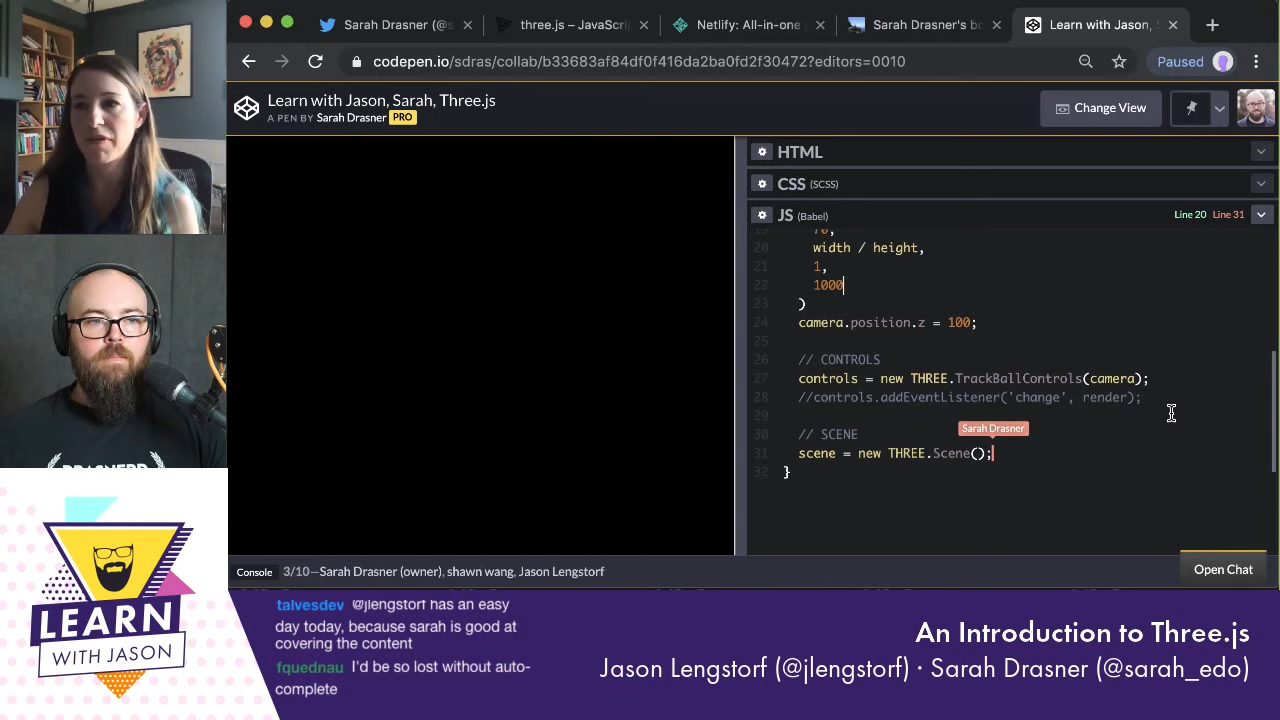 Sarah Drasner (@s
three.js – JavaScri
Netlify: All-in-one
Sarah Drasner's bo
Learn with Jason,
codepen.io/sdras/collab/b33683af84df0f416da2ba0fd2f30472?editors=0010
Paused
Learn with Jason, Sarah, Three.js
A PEN BY Sarah Drasner PRO
Change View
HTML
CSS (SCSS)
JS (Babel)
Line 20 Line 31
19 70,
20 width / height,
21 1,
22 1000
23 )
24 camera.position.z = 100;
25
26 // CONTROLS
27 controls = new THREE.TrackBallControls(camera);
28 //controls.addEventListener('change', render);
29
30 // SCENE
Sarah Drasner
31 scene = new THREE.Scene();
32 }
Console 3/10—Sarah Drasner (owner), shawn wang, Jason Lengstorf
Open Chat
talvesdev @jlengstorf has an easy
day today, because sarah is good at
covering the content
fquednau I'd be so lost without auto-
complete
LEARN
WITH JASON
An Introduction to Three.js
Jason Lengstorf (@jlengstorf) · Sarah Drasner (@sarah_edo)